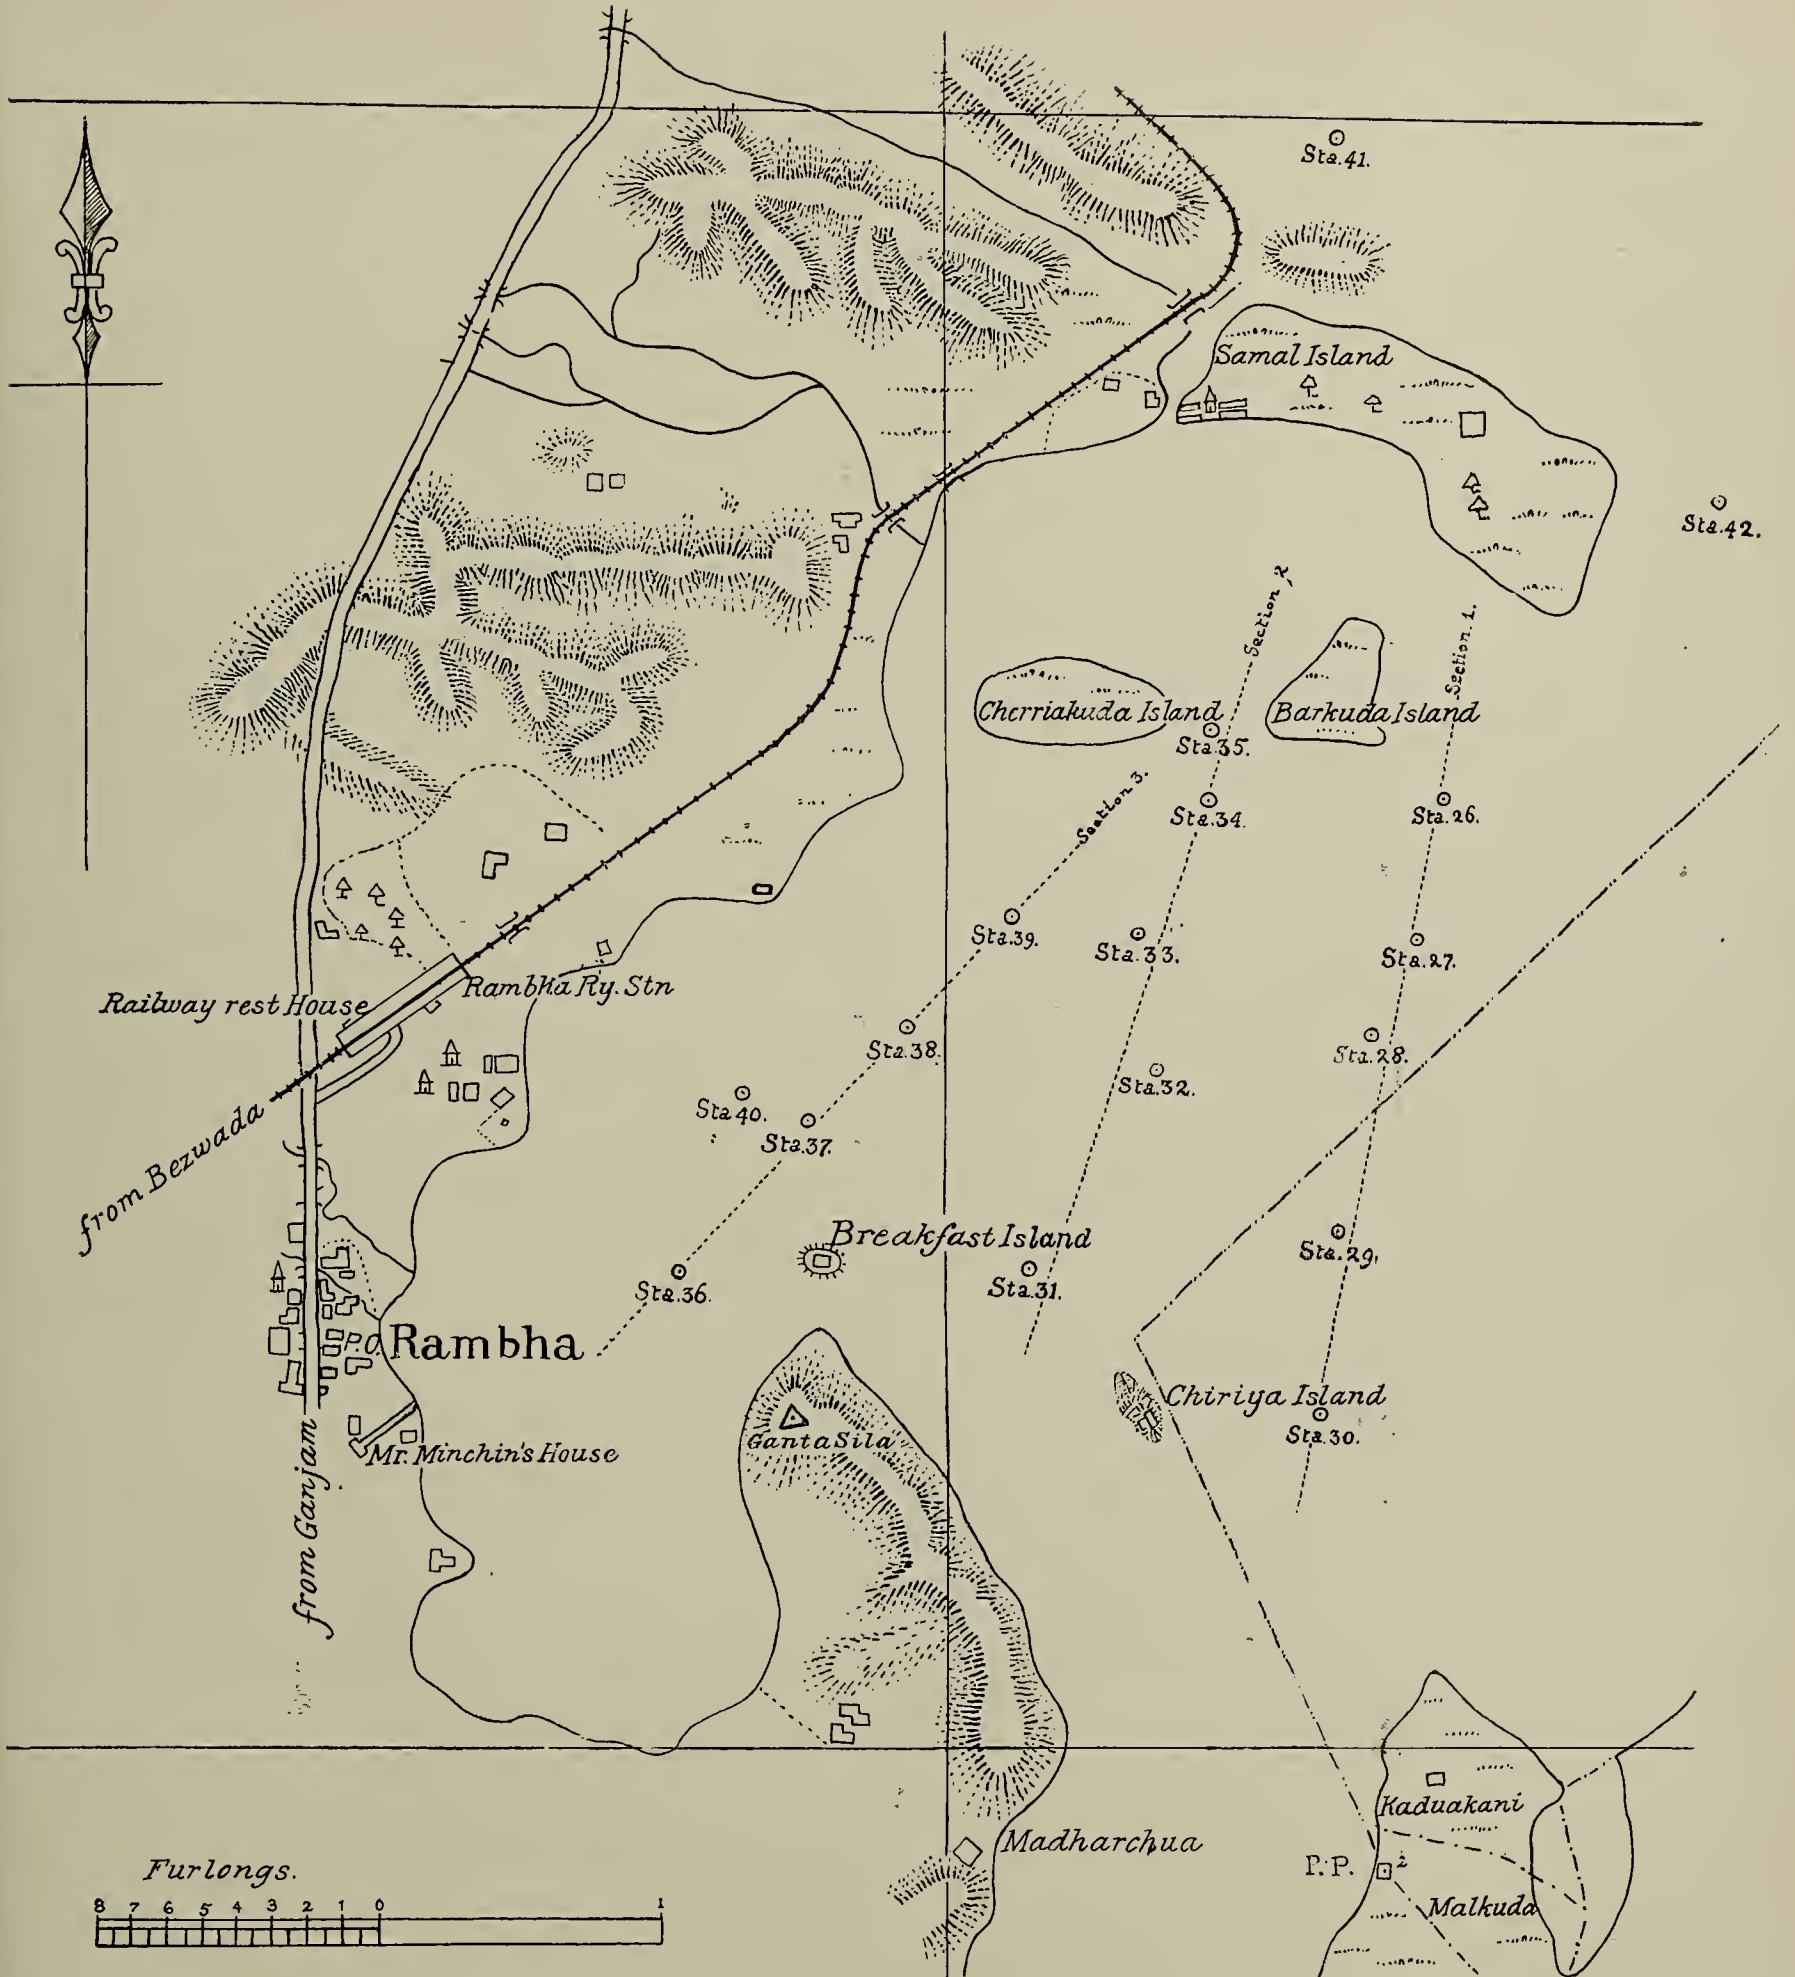 Sta.41.
Samal Island
Sta.42.
Section 2
Section 1.
Cherriakuda Island
Barkuda Island
Sta.35.
Section 3.
Sta.34.
Sta.26.
Sta.39.
Sta.33.
Sta.27.
Railway rest House
Rambha Ry. Stn
Sta.38.
Sta.28.
Sta.32.
Sta 40.
Sta.37.
from Bezwada
Breakfast Island
Sta.29.
Sta.36.
Sta.31.
P.O.
Rambha
Chiriya Island
Ganta Sila
Sta.30.
Mr. Minchin's House
from Ganjam
Kaduakani
Madharchua
P.P.
2
Malkuda
Furlongs.
8 7 6 5 4 3 2 1 0 1